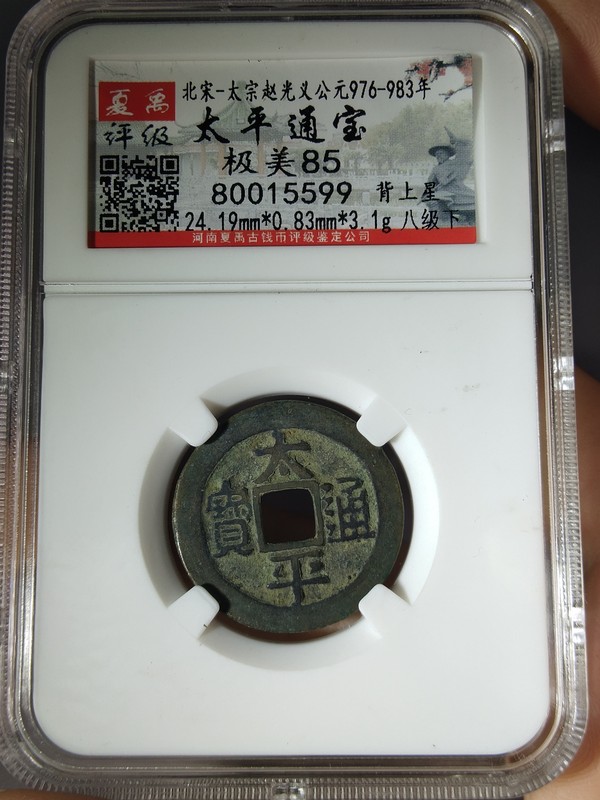 夏禹
评级
北宋-太宗赵光义公元976-983年
太平通宝
极美85
80015599 背上星
24.19mm*0.83mm*3.1g 八级下
河南夏禹古钱币评级鉴定公司
太
寶 通
平